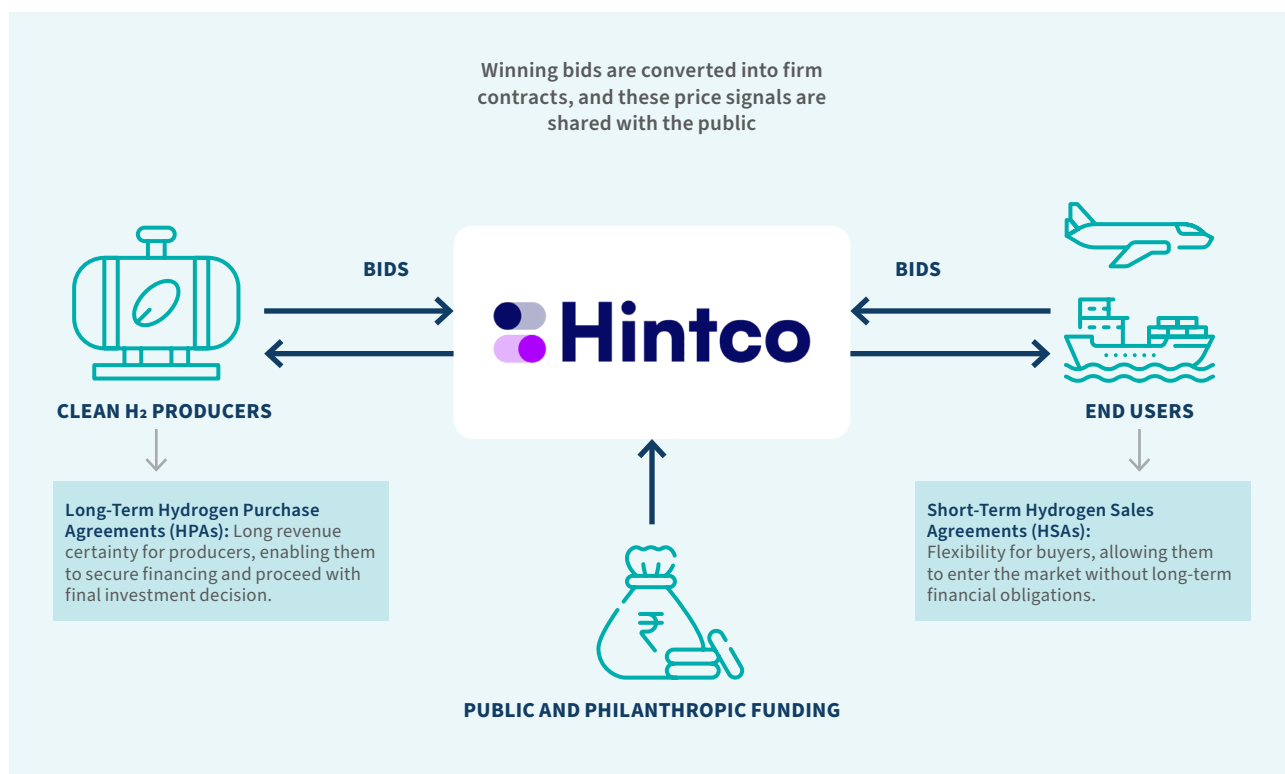 Winning bids are converted into firm
contracts, and these price signals are
shared with the public
BIDS
BIDS
Hintco
CLEAN H₂ PRODUCERS
END USERS
Long-Term Hydrogen Purchase
Agreements (HPAs): Long revenue
certainty for producers, enabling them
to secure financing and proceed with
final investment decision.
Short-Term Hydrogen Sales
Agreements (HSAs):
Flexibility for buyers, allowing them
to enter the market without long-term
financial obligations.
₹
PUBLIC AND PHILANTHROPIC FUNDING